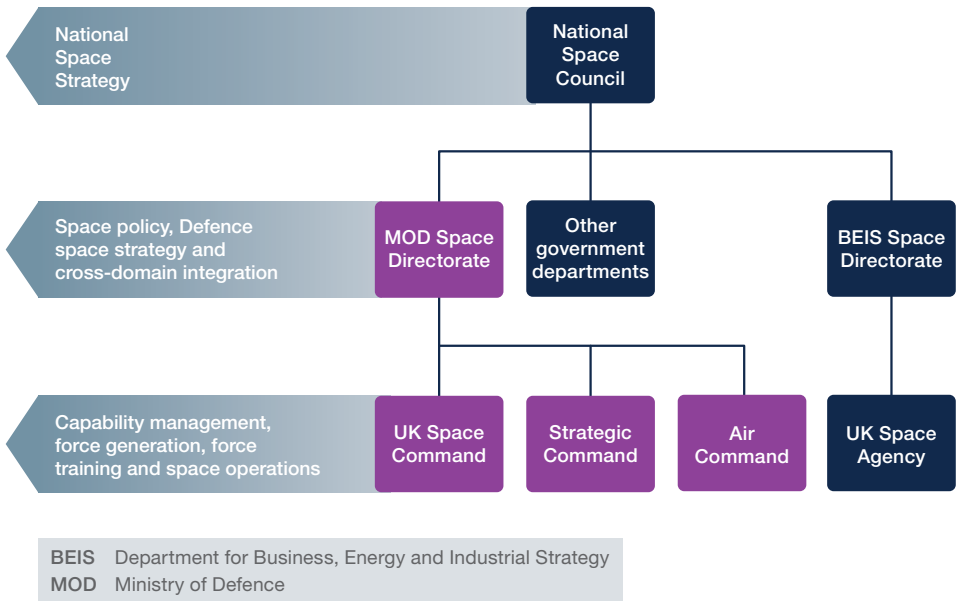 National
Space
Strategy
National
Space
Council
Space policy, Defence
space strategy and
cross-domain integration
MOD Space
Directorate
Other
government
departments
BEIS Space
Directorate
Capability management,
force generation, force
training and space operations
UK Space
Command
Strategic
Command
Air
Command
UK Space
Agency
BEIS Department for Business, Energy and Industrial Strategy
MOD Ministry of Defence